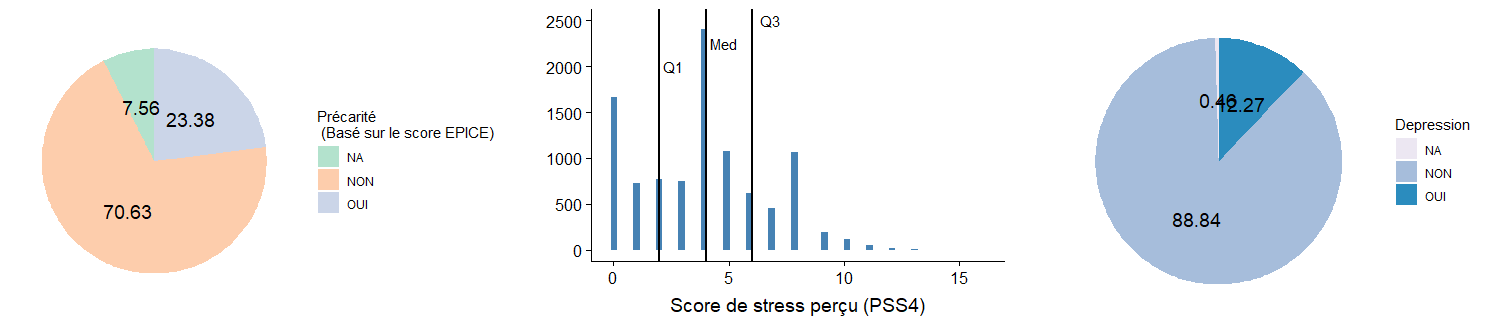 7.56
23.38
70.63
Précarité
(Basé sur le score EPICE)
NA
NON
OUI
2500
2000
1500
1000
500
0
Q1
Med
Q3
0
5
10
15
Score de stress perçu (PSS4)
0.46
12.27
88.84
Depression
NA
NON
OUI